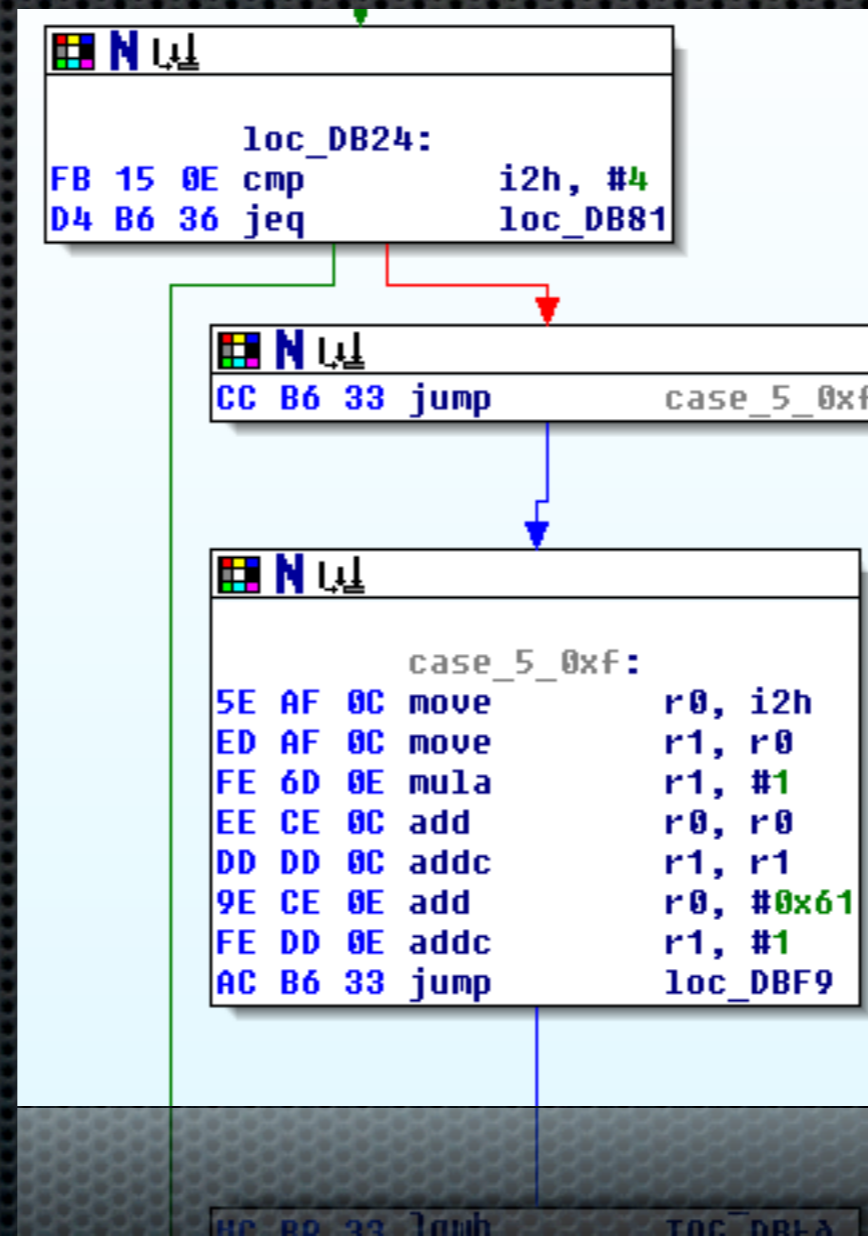 N
loc_DB24:
FB 15 0E cmp i2h, #4
D4 B6 36 jeq loc_DB81
N
CC B6 33 jump case_5_0xf
N
case_5_0xf:
5E AF 0C move r0, i2h
ED AF 0C move r1, r0
FE 6D 0E mula r1, #1
EE CE 0C add r0, r0
DD DD 0C addc r1, r1
9E CE 0E add r0, #0x61
FE DD 0E addc r1, #1
AC B6 33 jump loc_DBF9